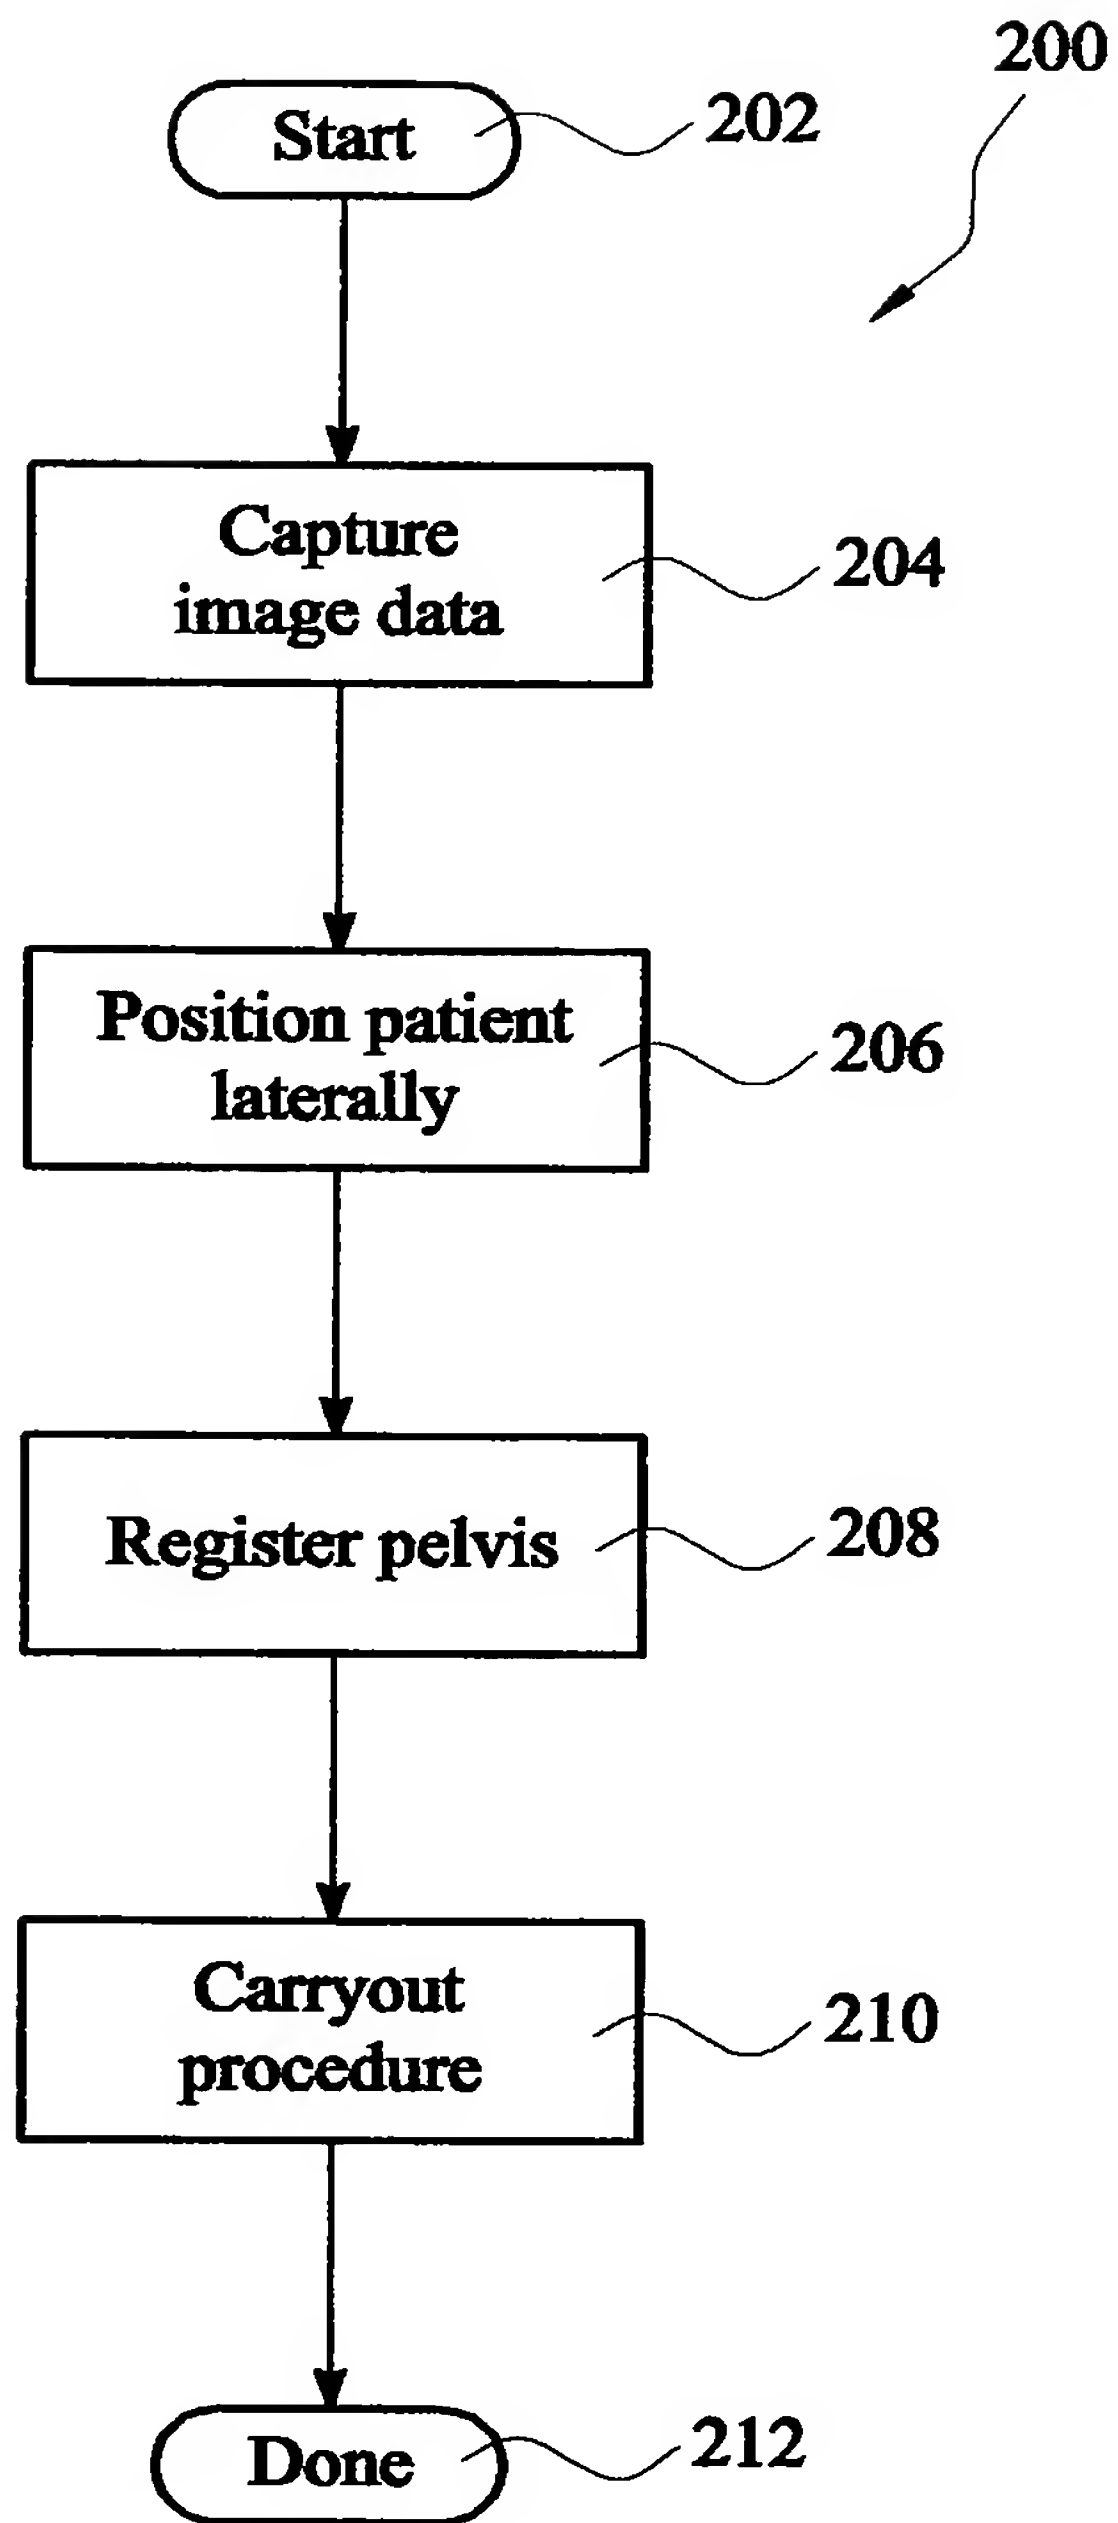 200
Start
202
Capture
image data
204
Position patient
laterally
206
Register pelvis
208
Carryout
procedure
210
Done
212